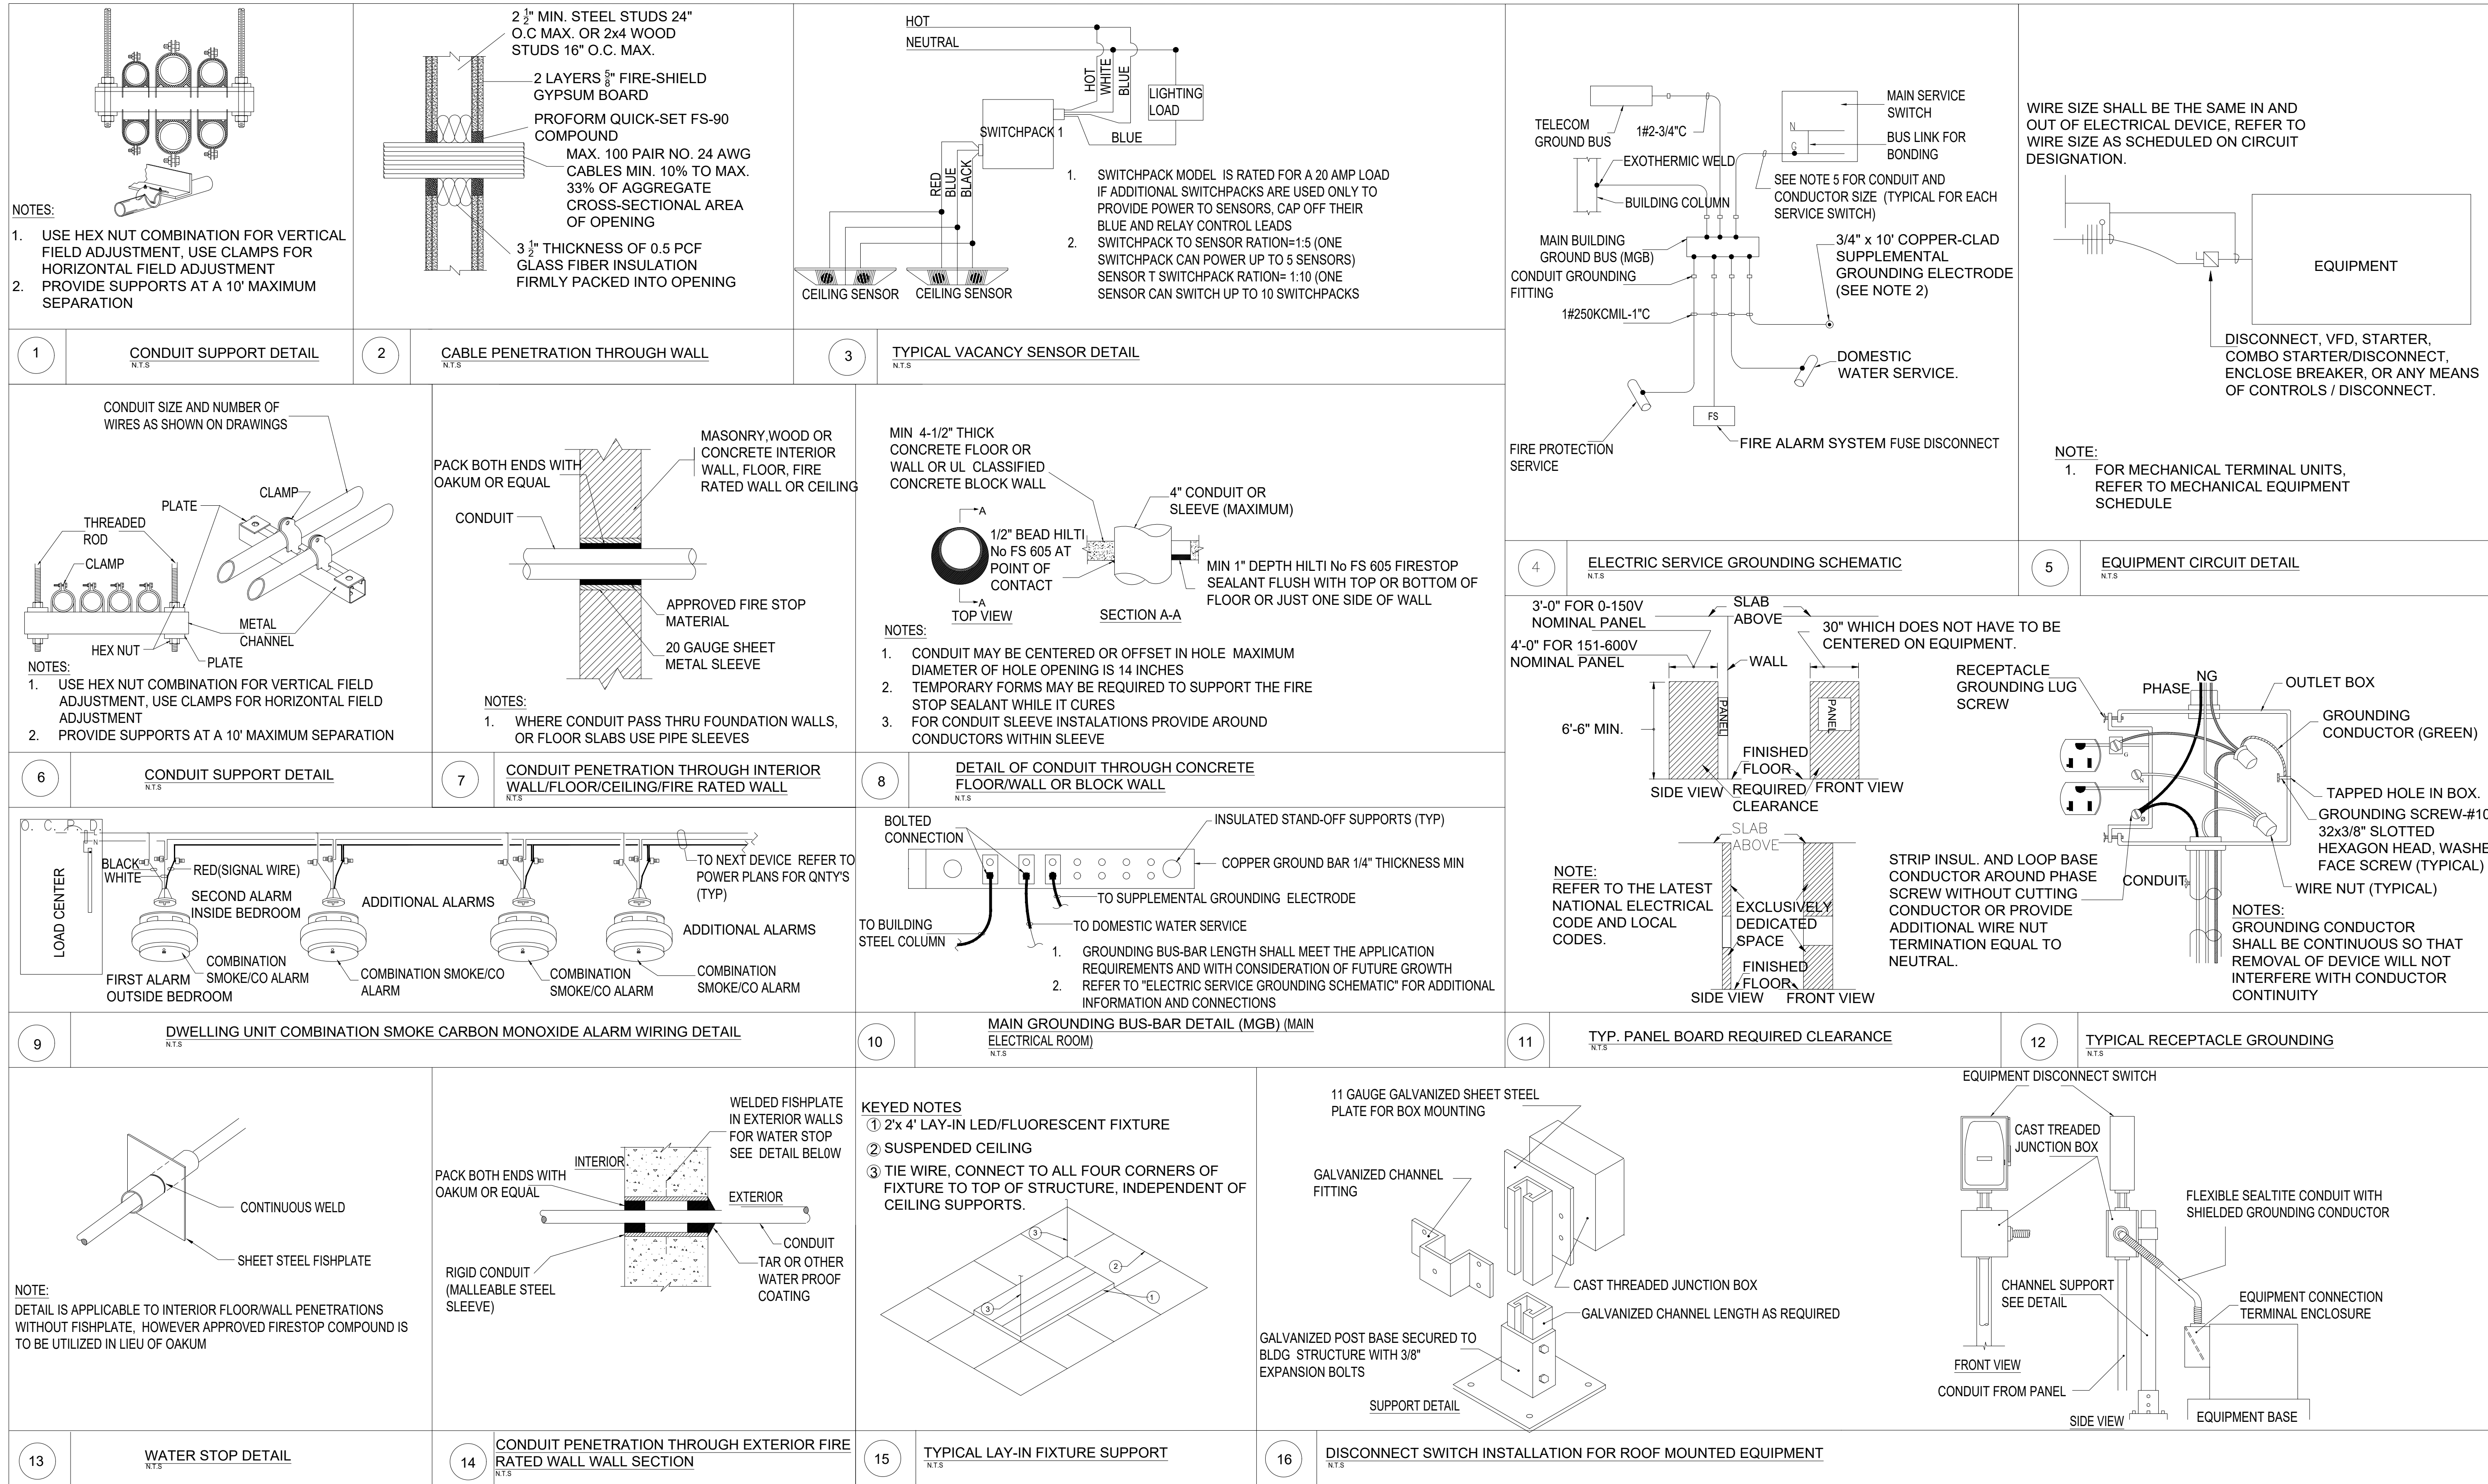 NOTES:
1. USE HEX NUT COMBINATION FOR VERTICAL
FIELD ADJUSTMENT, USE CLAMPS FOR
HORIZONTAL FIELD ADJUSTMENT
2. PROVIDE SUPPORTS AT A 10' MAXIMUM
SEPARATION
1
CONDUIT SUPPORT DETAIL
N.T.S
2 1/2" MIN. STEEL STUDS 24"
O.C MAX. OR 2x4 WOOD
STUDS 16" O.C. MAX.
2 LAYERS 5/8" FIRE-SHIELD
GYPSUM BOARD
PROFORM QUICK-SET FS-90
COMPOUND
MAX. 100 PAIR NO. 24 AWG
CABLES MIN. 10% TO MAX.
33% OF AGGREGATE
CROSS-SECTIONAL AREA
OF OPENING
3 1/2" THICKNESS OF 0.5 PCF
GLASS FIBER INSULATION
FIRMLY PACKED INTO OPENING
2
CABLE PENETRATION THROUGH WALL
N.T.S
HOT
NEUTRAL
HOT
WHITE
BLUE
LIGHTING
LOAD
SWITCHPACK 1
BLUE
RED
BLUE
BLACK
CEILING SENSOR
CEILING SENSOR
1. SWITCHPACK MODEL IS RATED FOR A 20 AMP LOAD
IF ADDITIONAL SWITCHPACKS ARE USED ONLY TO
PROVIDE POWER TO SENSORS, CAP OFF THEIR
BLUE AND RELAY CONTROL LEADS
2. SWITCHPACK TO SENSOR RATION=1:5 (ONE
SWITCHPACK CAN POWER UP TO 5 SENSORS)
SENSOR T SWITCHPACK RATION= 1:10 (ONE
SENSOR CAN SWITCH UP TO 10 SWITCHPACKS
3
TYPICAL VACANCY SENSOR DETAIL
N.T.S
TELECOM
GROUND BUS
1#2-3/4"C
N
G
MAIN SERVICE
SWITCH
BUS LINK FOR
BONDING
EXOTHERMIC WELD
BUILDING COLUMN
SEE NOTE 5 FOR CONDUIT AND
CONDUCTOR SIZE (TYPICAL FOR EACH
SERVICE SWITCH)
MAIN BUILDING
GROUND BUS (MGB)
CONDUIT GROUNDING
FITTING
1#250KCMIL-1"C
3/4" x 10' COPPER-CLAD
SUPPLEMENTAL
GROUNDING ELECTRODE
(SEE NOTE 2)
DOMESTIC
WATER SERVICE.
FS
FIRE PROTECTION
SERVICE
FIRE ALARM SYSTEM FUSE DISCONNECT
4
ELECTRIC SERVICE GROUNDING SCHEMATIC
N.T.S
WIRE SIZE SHALL BE THE SAME IN AND
OUT OF ELECTRICAL DEVICE, REFER TO
WIRE SIZE AS SCHEDULED ON CIRCUIT
DESIGNATION.
EQUIPMENT
DISCONNECT, VFD, STARTER,
COMBO STARTER/DISCONNECT,
ENCLOSE BREAKER, OR ANY MEANS
OF CONTROLS / DISCONNECT.
NOTE:
1. FOR MECHANICAL TERMINAL UNITS,
REFER TO MECHANICAL EQUIPMENT
SCHEDULE
5
EQUIPMENT CIRCUIT DETAIL
N.T.S
CONDUIT SIZE AND NUMBER OF
WIRES AS SHOWN ON DRAWINGS
CLAMP
PLATE
THREADED
ROD
CLAMP
METAL
CHANNEL
HEX NUT
PLATE
NOTES:
1. USE HEX NUT COMBINATION FOR VERTICAL FIELD
ADJUSTMENT, USE CLAMPS FOR HORIZONTAL FIELD
ADJUSTMENT
2. PROVIDE SUPPORTS AT A 10' MAXIMUM SEPARATION
6
CONDUIT SUPPORT DETAIL
N.T.S
MASONRY,WOOD OR
CONCRETE INTERIOR
WALL, FLOOR, FIRE
RATED WALL OR CEILING
PACK BOTH ENDS WITH
OAKUM OR EQUAL
CONDUIT
APPROVED FIRE STOP
MATERIAL
20 GAUGE SHEET
METAL SLEEVE
NOTES:
1. WHERE CONDUIT PASS THRU FOUNDATION WALLS,
OR FLOOR SLABS USE PIPE SLEEVES
7
CONDUIT PENETRATION THROUGH INTERIOR
WALL/FLOOR/CEILING/FIRE RATED WALL
N.T.S
MIN 4-1/2" THICK
CONCRETE FLOOR OR
WALL OR UL CLASSIFIED
CONCRETE BLOCK WALL
A
4" CONDUIT OR
SLEEVE (MAXIMUM)
1/2" BEAD HILTI
No FS 605 AT
POINT OF
CONTACT
MIN 1" DEPTH HILTI No FS 605 FIRESTOP
SEALANT FLUSH WITH TOP OR BOTTOM OF
FLOOR OR JUST ONE SIDE OF WALL
A
TOP VIEW
SECTION A-A
NOTES:
1. CONDUIT MAY BE CENTERED OR OFFSET IN HOLE MAXIMUM
DIAMETER OF HOLE OPENING IS 14 INCHES
2. TEMPORARY FORMS MAY BE REQUIRED TO SUPPORT THE FIRE
STOP SEALANT WHILE IT CURES
3. FOR CONDUIT SLEEVE INSTALATIONS PROVIDE AROUND
CONDUCTORS WITHIN SLEEVE
8
DETAIL OF CONDUIT THROUGH CONCRETE
FLOOR/WALL OR BLOCK WALL
N.T.S
O. C. P. D.
N
LOAD CENTER
BLACK
WHITE
RED(SIGNAL WIRE)
SECOND ALARM
INSIDE BEDROOM
ADDITIONAL ALARMS
TO NEXT DEVICE REFER TO
POWER PLANS FOR QNTY'S
(TYP)
ADDITIONAL ALARMS
FIRST ALARM
OUTSIDE BEDROOM
COMBINATION
SMOKE/CO ALARM
COMBINATION SMOKE/CO
ALARM
COMBINATION
SMOKE/CO ALARM
COMBINATION
SMOKE/CO ALARM
9
DWELLING UNIT COMBINATION SMOKE CARBON MONOXIDE ALARM WIRING DETAIL
N.T.S
BOLTED
CONNECTION
INSULATED STAND-OFF SUPPORTS (TYP)
COPPER GROUND BAR 1/4" THICKNESS MIN
TO SUPPLEMENTAL GROUNDING ELECTRODE
TO BUILDING
STEEL COLUMN
TO DOMESTIC WATER SERVICE
1. GROUNDING BUS-BAR LENGTH SHALL MEET THE APPLICATION
REQUIREMENTS AND WITH CONSIDERATION OF FUTURE GROWTH
2. REFER TO "ELECTRIC SERVICE GROUNDING SCHEMATIC" FOR ADDITIONAL
INFORMATION AND CONNECTIONS
10
MAIN GROUNDING BUS-BAR DETAIL (MGB) (MAIN
ELECTRICAL ROOM)
N.T.S
3'-0" FOR 0-150V
NOMINAL PANEL
4'-0" FOR 151-600V
NOMINAL PANEL
SLAB
ABOVE
30" WHICH DOES NOT HAVE TO BE
CENTERED ON EQUIPMENT.
WALL
PANEL
PANEL
6'-6" MIN.
FINISHED
FLOOR
SIDE VIEW
REQUIRED
CLEARANCE
FRONT VIEW
SLAB
ABOVE
NOTE:
REFER TO THE LATEST
NATIONAL ELECTRICAL
CODE AND LOCAL
CODES.
EXCLUSIVELY
DEDICATED
SPACE
FINISHED
FLOOR
SIDE VIEW
FRONT VIEW
11
TYP. PANEL BOARD REQUIRED CLEARANCE
N.T.S
RECEPTACLE
GROUNDING LUG
SCREW
PHASE
NG
OUTLET BOX
GROUNDING
CONDUCTOR (GREEN)
G
N
TAPPED HOLE IN BOX.
GROUNDING SCREW-#10
32x3/8" SLOTTED
HEXAGON HEAD, WASHE
FACE SCREW (TYPICAL)
STRIP INSUL. AND LOOP BASE
CONDUCTOR AROUND PHASE
SCREW WITHOUT CUTTING
CONDUCTOR OR PROVIDE
ADDITIONAL WIRE NUT
TERMINATION EQUAL TO
NEUTRAL.
CONDUIT
WIRE NUT (TYPICAL)
NOTES:
GROUNDING CONDUCTOR
SHALL BE CONTINUOUS SO THAT
REMOVAL OF DEVICE WILL NOT
INTERFERE WITH CONDUCTOR
CONTINUITY
12
TYPICAL RECEPTACLE GROUNDING
N.T.S
CONTINUOUS WELD
SHEET STEEL FISHPLATE
NOTE:
DETAIL IS APPLICABLE TO INTERIOR FLOOR/WALL PENETRATIONS
WITHOUT FISHPLATE, HOWEVER APPROVED FIRESTOP COMPOUND IS
TO BE UTILIZED IN LIEU OF OAKUM
13
WATER STOP DETAIL
N.T.S
WELDED FISHPLATE
IN EXTERIOR WALLS
FOR WATER STOP
SEE DETAIL BEL0W
INTERIOR
PACK BOTH ENDS WITH
OAKUM OR EQUAL
EXTERIOR
CONDUIT
TAR OR OTHER
WATER PROOF
COATING
RIGID CONDUIT
(MALLEABLE STEEL
SLEEVE)
14
CONDUIT PENETRATION THROUGH EXTERIOR FIRE
RATED WALL WALL SECTION
N.T.S
KEYED NOTES
1 2'x 4' LAY-IN LED/FLUORESCENT FIXTURE
2 SUSPENDED CEILING
3 TIE WIRE, CONNECT TO ALL FOUR CORNERS OF
FIXTURE TO TOP OF STRUCTURE, INDEPENDENT OF
CEILING SUPPORTS.
3
2
3
1
15
TYPICAL LAY-IN FIXTURE SUPPORT
N.T.S
11 GAUGE GALVANIZED SHEET STEEL
PLATE FOR BOX MOUNTING
GALVANIZED CHANNEL
FITTING
CAST THREADED JUNCTION BOX
GALVANIZED CHANNEL LENGTH AS REQUIRED
GALVANIZED POST BASE SECURED TO
BLDG STRUCTURE WITH 3/8"
EXPANSION BOLTS
SUPPORT DETAIL
EQUIPMENT DISCONNECT SWITCH
CAST TREADED
JUNCTION BOX
FLEXIBLE SEALTITE CONDUIT WITH
SHIELDED GROUNDING CONDUCTOR
CHANNEL SUPPORT
SEE DETAIL
EQUIPMENT CONNECTION
TERMINAL ENCLOSURE
FRONT VIEW
CONDUIT FROM PANEL
SIDE VIEW
EQUIPMENT BASE
16
DISCONNECT SWITCH INSTALLATION FOR ROOF MOUNTED EQUIPMENT
N.T.S